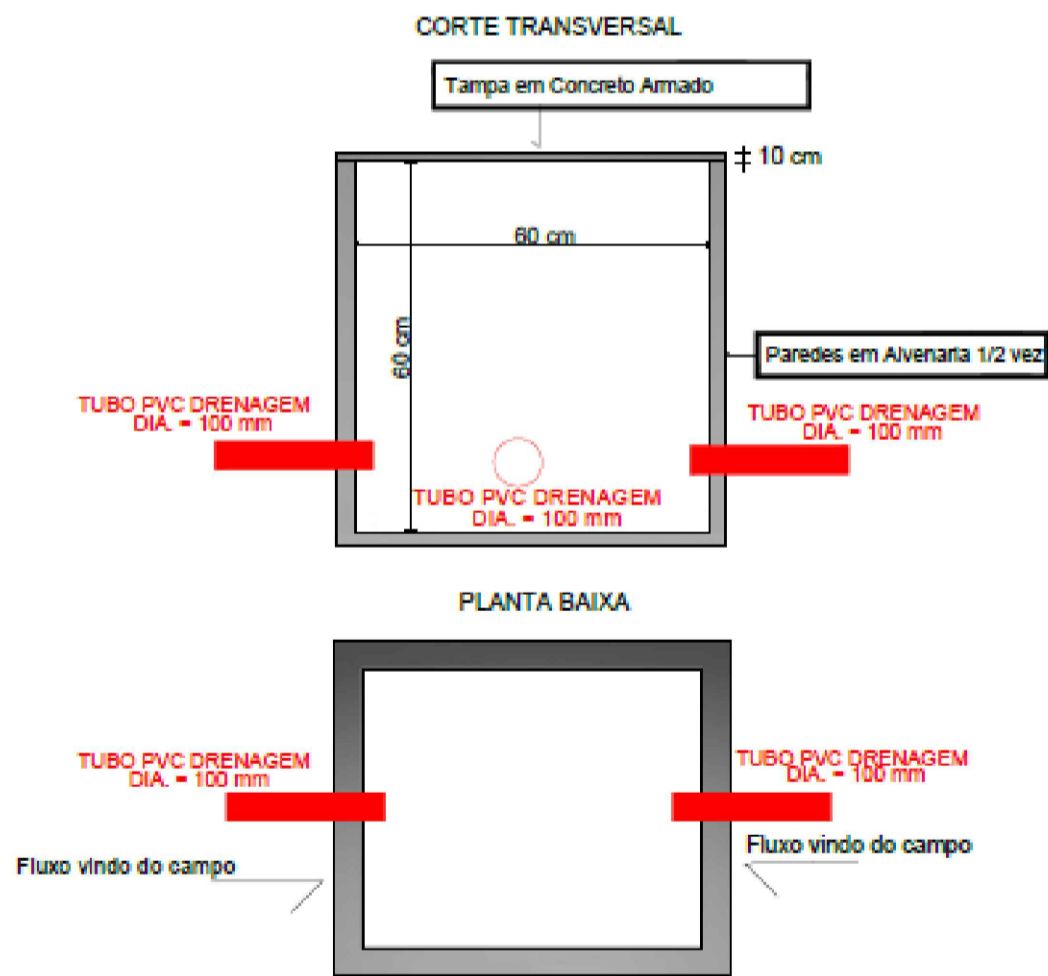 CORTE TRANSVERSAL
Tampa em Concreto Armado
10 cm
60 cm
60 cm
Paredes em Alvenaria 1/2 vez
TUBO PVC DRENAGEM
DIA. = 100 mm
TUBO PVC DRENAGEM
DIA. = 100 mm
TUBO PVC DRENAGEM
DIA. = 100 mm
PLANTA BAIXA
TUBO PVC DRENAGEM
DIA. = 100 mm
TUBO PVC DRENAGEM
DIA. = 100 mm
Fluxo vindo do campo
Fluxo vindo do campo